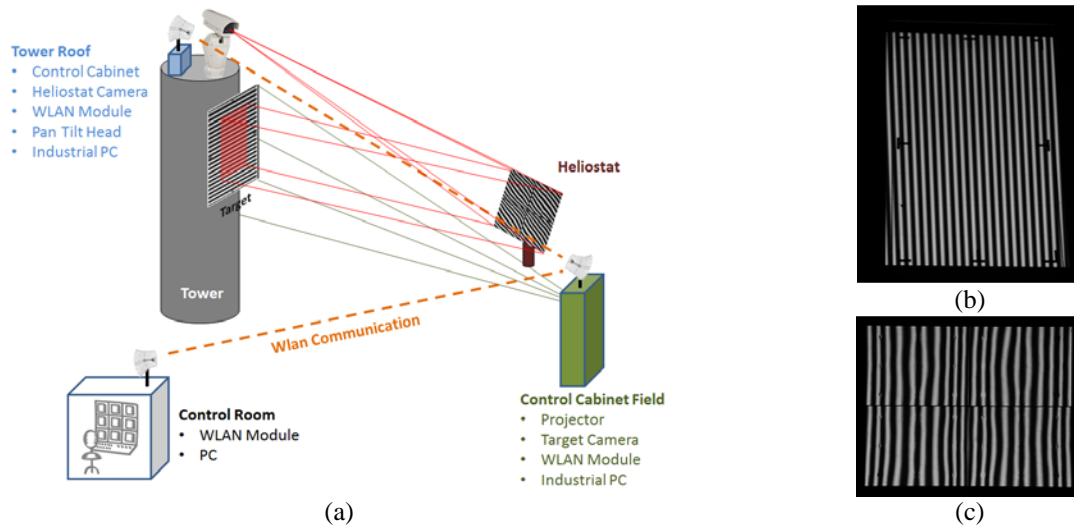 Tower Roof
• Control Cabinet
• Heliostat Camera
• WLAN Module
• Pan Tilt Head
• Industrial PC
Target
Heliostat
Tower
Wlan Communication
Control Room
• WLAN Module
• PC
Control Cabinet Field
• Projector
• Target Camera
• WLAN Module
• Industrial PC
(a)
(b)
(c)